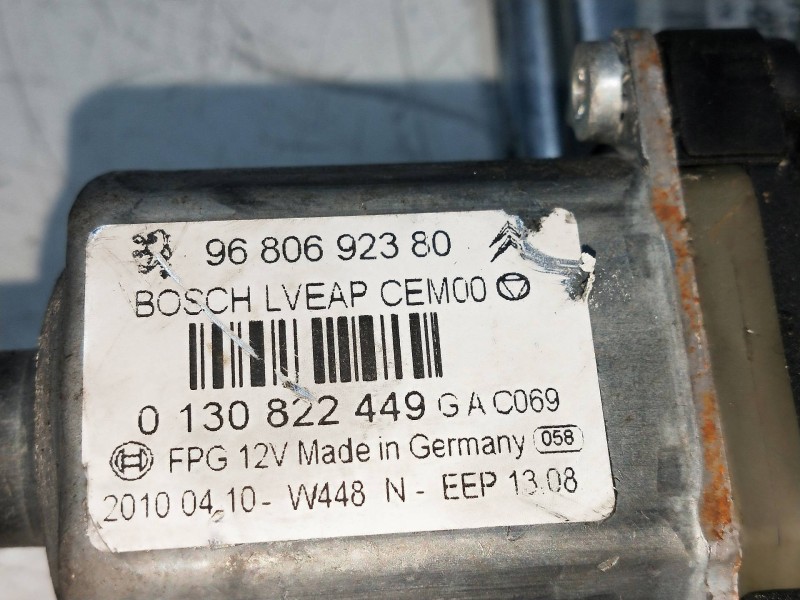 96 806 923 80
BOSCH LVEAP CEM00
0 130 822 449 G A C069
FPG 12V Made in Germany 058
2010 04.10- W448 N - EEP 13.08